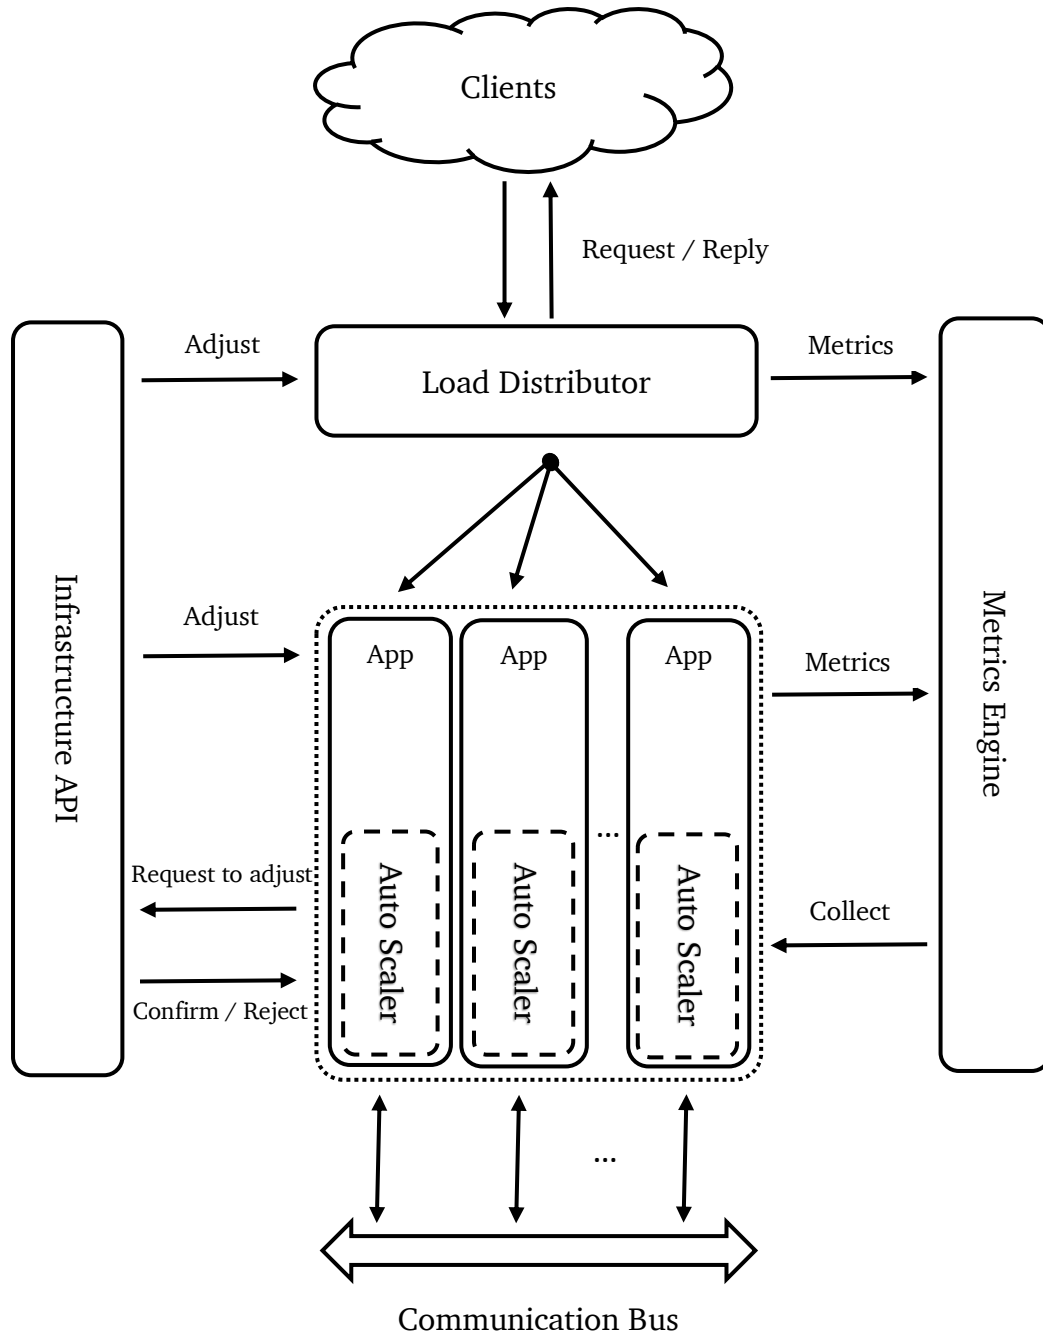 Clients
Request / Reply
Adjust
Load Distributor
Metrics
Infrastructure API
Adjust
App
App
App
Metrics
Metrics Engine
...
Request to adjust
Auto Scaler
Auto Scaler
Auto Scaler
Collect
Confirm / Reject
...
Communication Bus